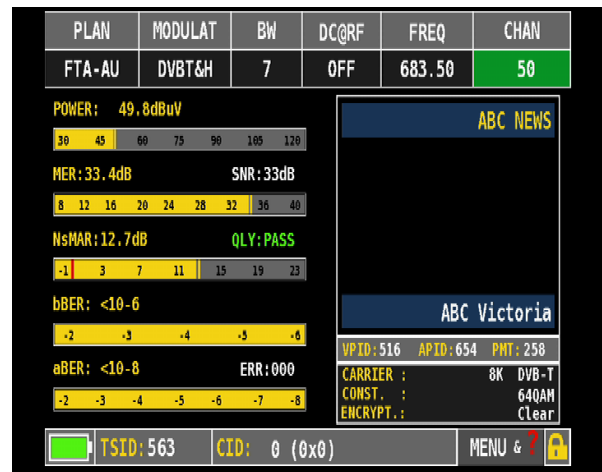 PLAN MODULAT BW DC@RF FREQ CHAN
FTA-AU DVBT&H 7 OFF 683.50 50
POWER: 49.8dBuV
30 45 60 75 90 105 120
MER:33.4dB SNR:33dB
8 12 16 20 24 28 32 36 40
NsMAR:12.7dB QLY:PASS
-1 3 7 11 15 19 23
bBER: <10-6
-2 -3 -4 -5 -6
aBER: <10-8 ERR:000
-2 -3 -4 -5 -6 -7 -8
ABC NEWS
ABC Victoria
VPID:516 APID:654 PMT:258
CARRIER : 8K DVB-T
CONST. : 64QAM
ENCRYPT.: Clear
TSID:563 CID: 0 (0x0) MENU & ?